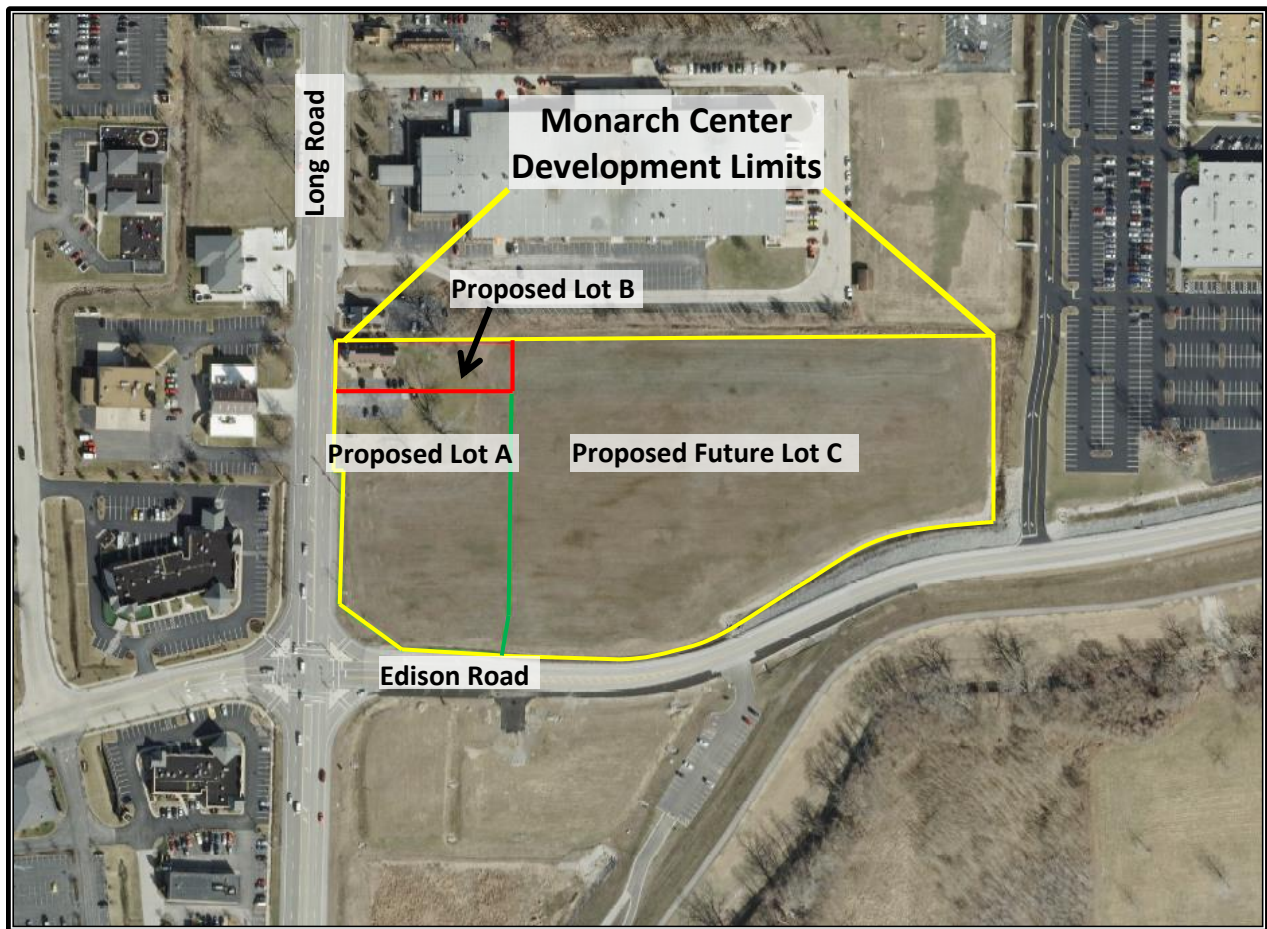 Long Road
Monarch Center
Development Limits
Proposed Lot B
Proposed Lot A
Proposed Future Lot C
Edison Road